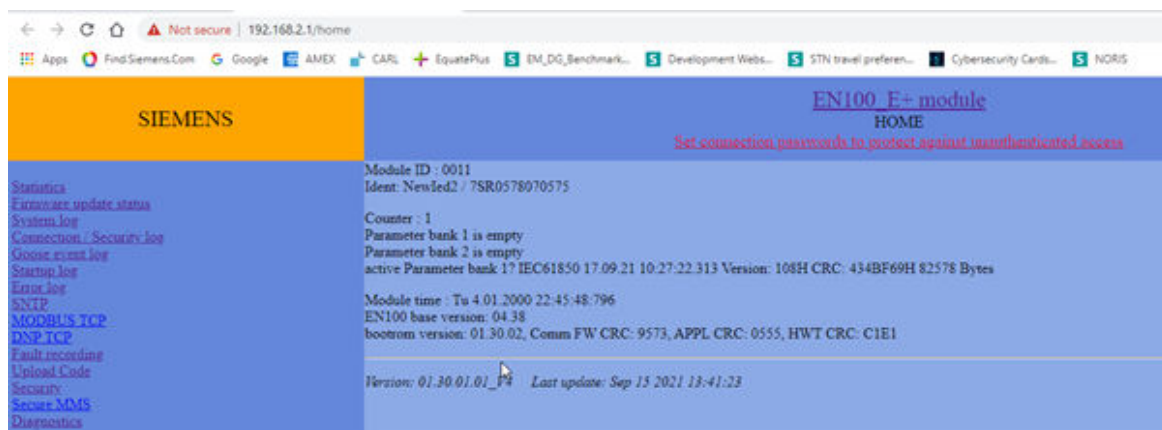 Not secure | 192.168.2.1/home
Apps Find.Siemens.Com Google AMEX CARL EquatePlus EM_DG_Benchmark... Development Webs... STN travel preferen... Cybersecurity Cards... NORIS
SIEMENS
EN100_E+ module
HOME
Set connection passwords to protect against unauthenticated access
Statistics
Firmware update status
System log
Connection / Security log
Goose event log
Startup log
Error log
SNTP
MODBUS TCP
DNP TCP
Fault recording
Upload Code
Security
Secure MMS
Diagnostics
Module ID : 0011
Ident: NewIed2 / 7SR0578070575
Counter : 1
Parameter bank 1 is empty
Parameter bank 2 is empty
active Parameter bank 1? IEC61850 17.09.21 10:27:22.313 Version: 108H CRC: 434BF69H 82578 Bytes
Module time : Tu 4.01.2000 22:45:48:796
EN100 base version: 04.38
bootrom version: 01.30.02, Comm FW CRC: 9573, APPL CRC: 0555, HWT CRC: C1E1
Version: 01.30.01.01_F4 Last update: Sep 15 2021 13:41:23